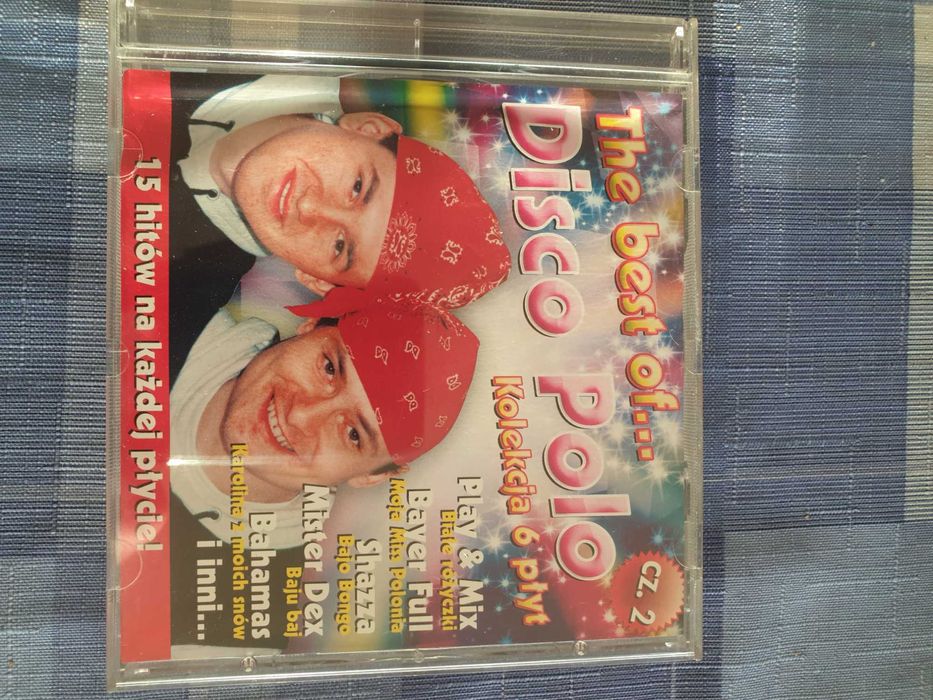 The best of...
Disco polo
Kolekcja 6 płyt
CZ. 2
Play & Mix
Białe różyczki
Bayer Full
Moja Miss Polonia
Shazza
Bajo Bongo
Mister Dex
Baju baj
Bahamas
Karolina z moich snów
i inni...
15 hitów na każdej płycie!